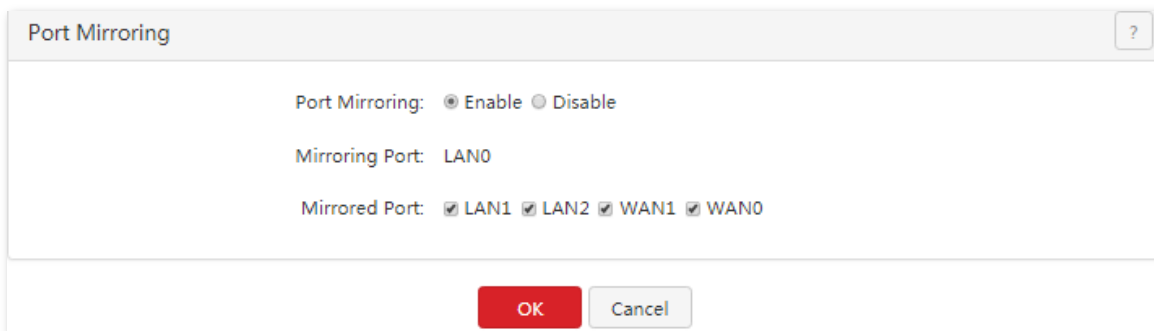 Port Mirroring
?
Port Mirroring: Enable Disable
Mirroring Port: LAN0
Mirrored Port: LAN1 LAN2 WAN1 WAN0
OK Cancel